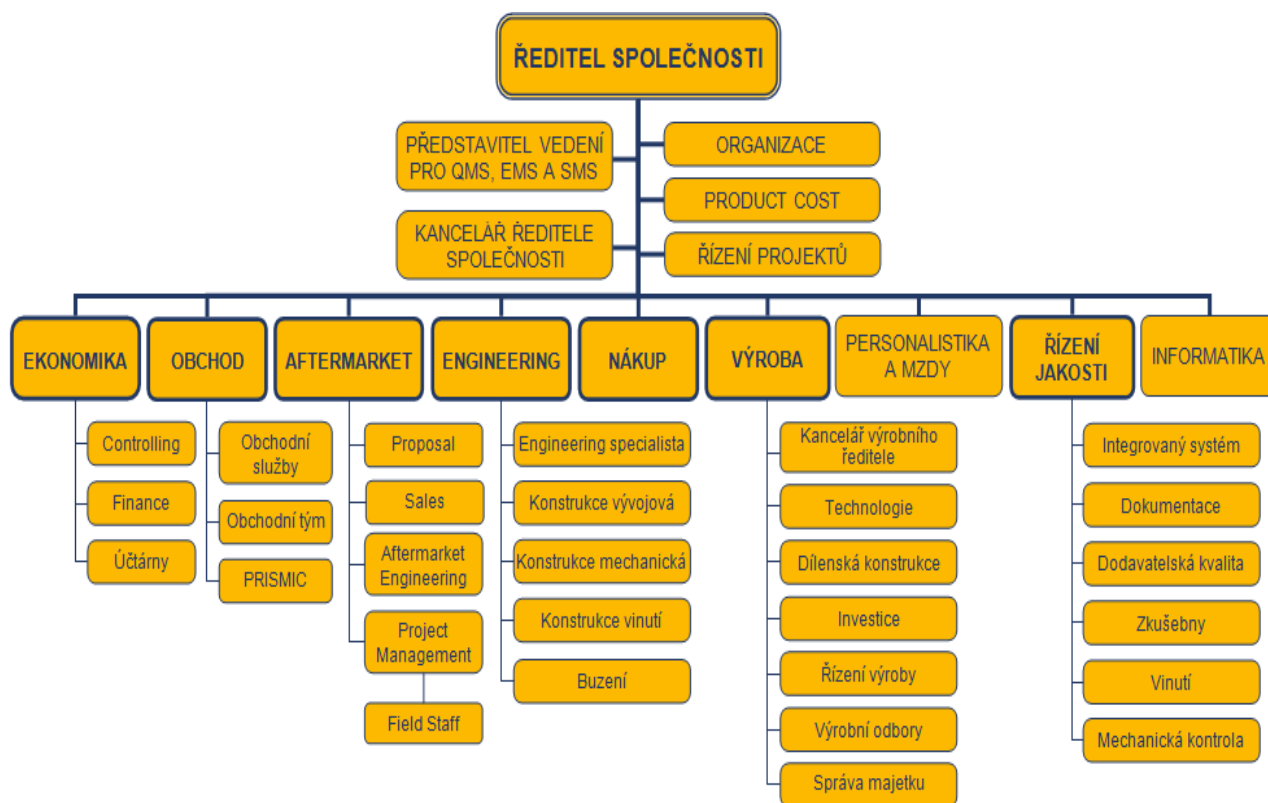 ŘEDITEL SPOLEČNOSTI
PŘEDSTAVITEL VEDENÍ
PRO QMS, EMS A SMS
ORGANIZACE
PRODUCT COST
KANCELÁŘ ŘEDITELE
SPOLEČNOSTI
ŘÍZENÍ PROJEKTŮ
EKONOMIKA
OBCHOD
AFTERMARKET
ENGINEERING
NÁKUP
VÝROBA
PERSONALISTIKA
A MZDY
ŘÍZENÍ
JAKOSTI
INFORMATIKA
Controlling
Finance
Účtárny
Obchodní
služby
Obchodní tým
PRISMIC
Proposal
Sales
Aftermarket
Engineering
Project
Management
Field Staff
Engineering specialista
Konstrukce vývojová
Konstrukce mechanická
Konstrukce vinutí
Buzení
Kancelář výrobního
ředitele
Technologie
Dílenská konstrukce
Investice
Řízení výroby
Výrobní odbory
Správa majetku
Integrovaný systém
Dokumentace
Dodavatelská kvalita
Zkušebny
Vinutí
Mechanická kontrola